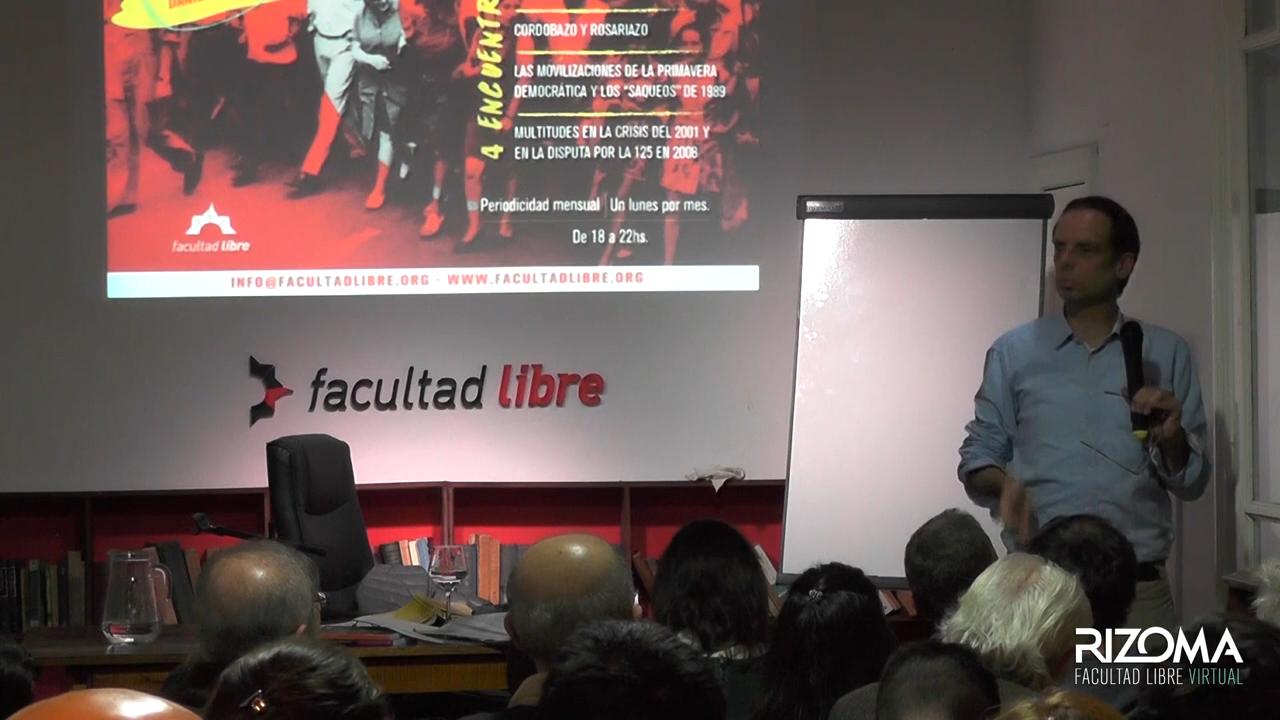 4 ENCUENTR
CORDOBAZO Y ROSARIAZO
LAS MOVILIZACIONES DE LA PRIMAVERA
DEMOCRÁTICA Y LOS "SAQUEOS" DE 1989
MULTITUDES EN LA CRISIS DEL 2001 Y
EN LA DISPUTA POR LA 125 EN 2008
Periodicidad mensual | Un lunes por mes.
De 18 a 22hs.
facultad libre
INFO@FACULTADLIBRE.ORG - WWW.FACULTADLIBRE.ORG
facultad libre
RIZOMA
FACULTAD LIBRE VIRTUAL